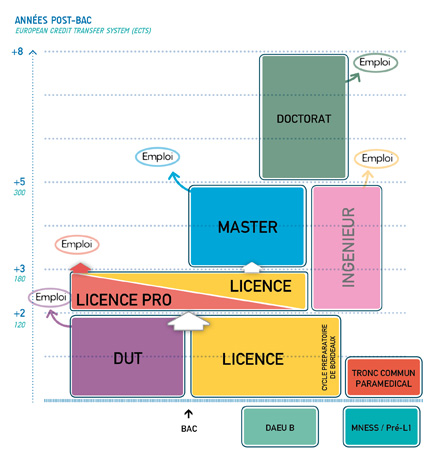 ANNÉES POST-BAC
EUROPEAN CREDIT TRANSFER SYSTEM (ECTS)
+8
Emploi
DOCTORAT
Emploi
Emploi
+5
300
MASTER
INGENIEUR
Emploi
+3
180
LICENCE
LICENCE PRO
Emploi
+2
120
DUT
LICENCE
CYCLE PREPARATOIRE
DE BORDEAUX
TRONC COMMUN
PARAMEDICAL
BAC
DAEU B
MNESS / Pré-L1